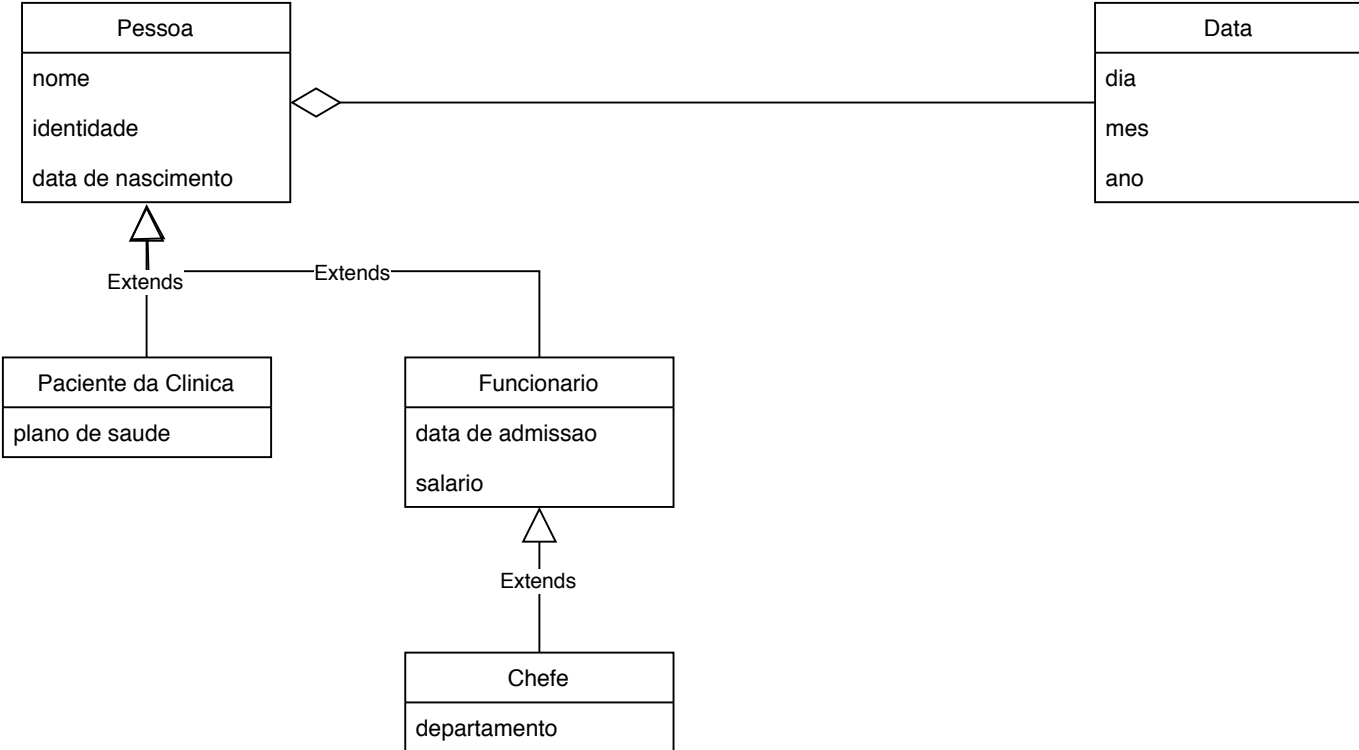 Pessoa
nome
identidade
data de nascimento
Data
dia
mes
ano
Extends
Extends
Paciente da Clinica
plano de saude
Funcionario
data de admissao
salario
Extends
Chefe
departamento